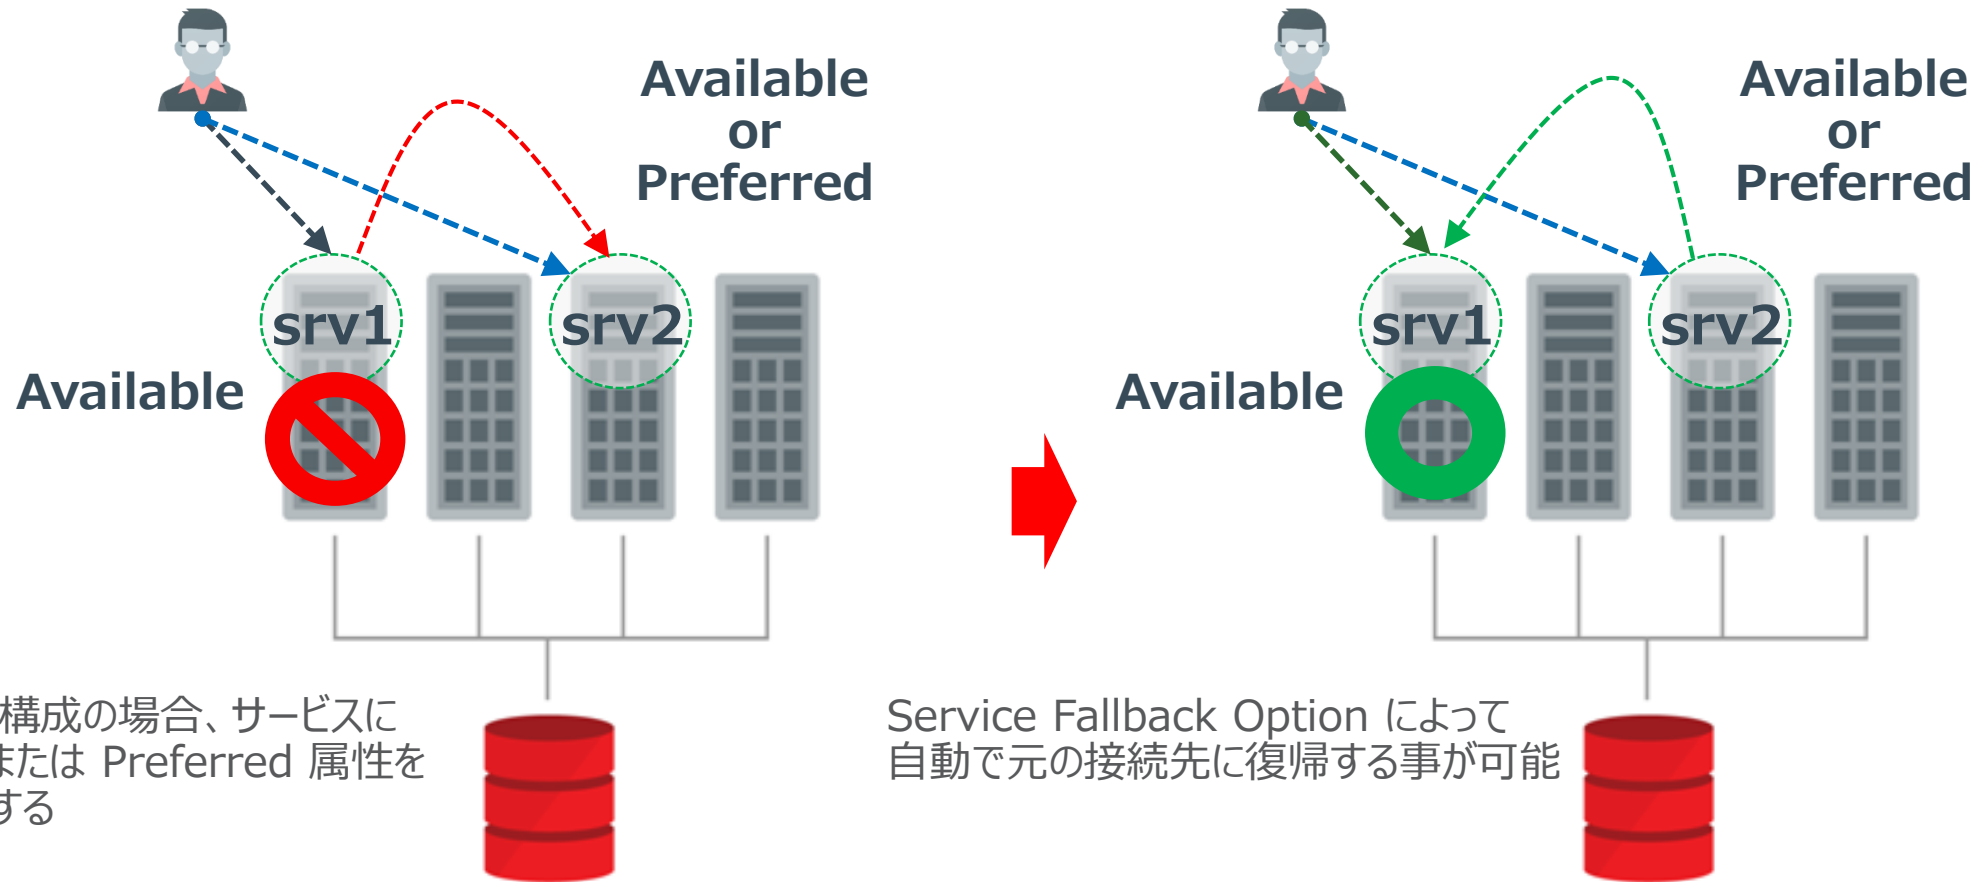 Available
or
Preferred
srv1
srv2
Available
構成の場合、サービスに
または Preferred 属性を
する
Available
or
Preferred
srv1
srv2
Available
Service Fallback Option によって
自動で元の接続先に復帰する事が可能